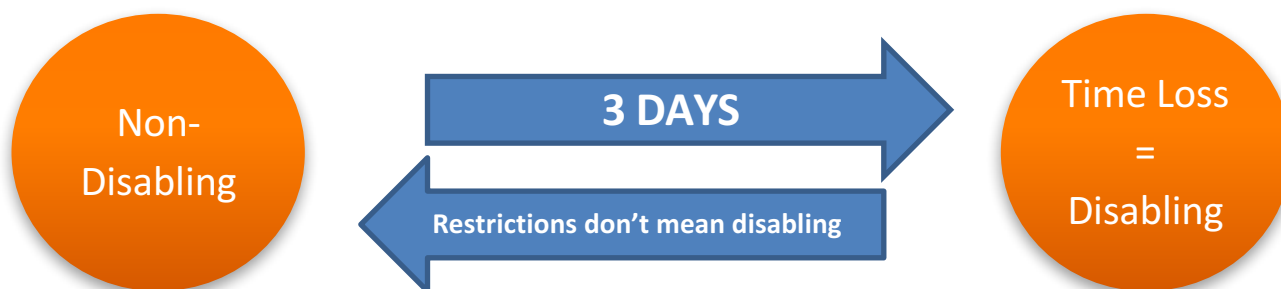 Non-
Disabling
3 DAYS
Restrictions don’t mean disabling
Time Loss
=
Disabling